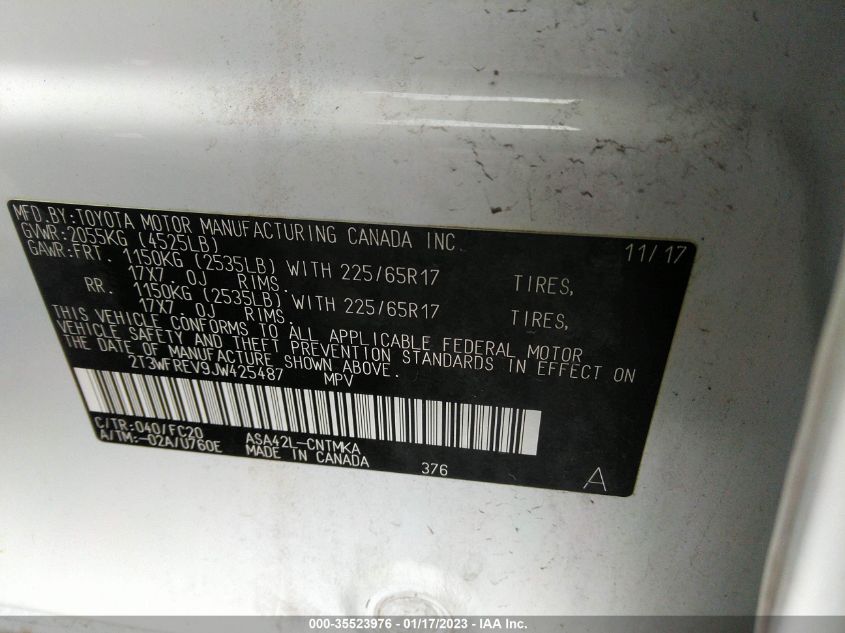 MFD.BY:TOYOTA MOTOR MANUFACTURING CANADA INC. 11/17
GVWR:2055KG (4525LB)
GAWR:FRT. 1150KG (2535LB) WITH 225/65R17 TIRES,
17X7 0J RIMS.
RR. 1150KG (2535LB) WITH 225/65R17 TIRES,
17X7 0J RIMS.
THIS VEHICLE CONFORMS TO ALL APPLICABLE FEDERAL MOTOR
VEHICLE SAFETY AND THEFT PREVENTION STANDARDS IN EFFECT ON
THE DATE OF MANUFACTURE SHOWN ABOVE.
2T3WFREV9JW425487 MPV
C/TR:040/FC20 ASA42L-CNTMKA
A/TM:-02A/U760E MADE IN CANADA 376 A
000-35523976 - 01/17/2023 - IAA Inc.